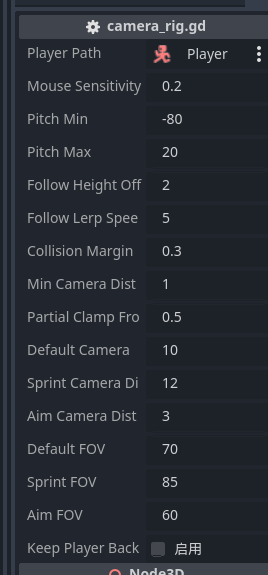 camera_rig.gd
Player Path Player
Mouse Sensitivity 0.2
Pitch Min -80
Pitch Max 20
Follow Height Off 2
Follow Lerp Spee 5
Collision Margin 0.3
Min Camera Dist 1
Partial Clamp Fro 0.5
Default Camera 10
Sprint Camera Di 12
Aim Camera Dist 3
Default FOV 70
Sprint FOV 85
Aim FOV 60
Keep Player Back 启用
Node3D